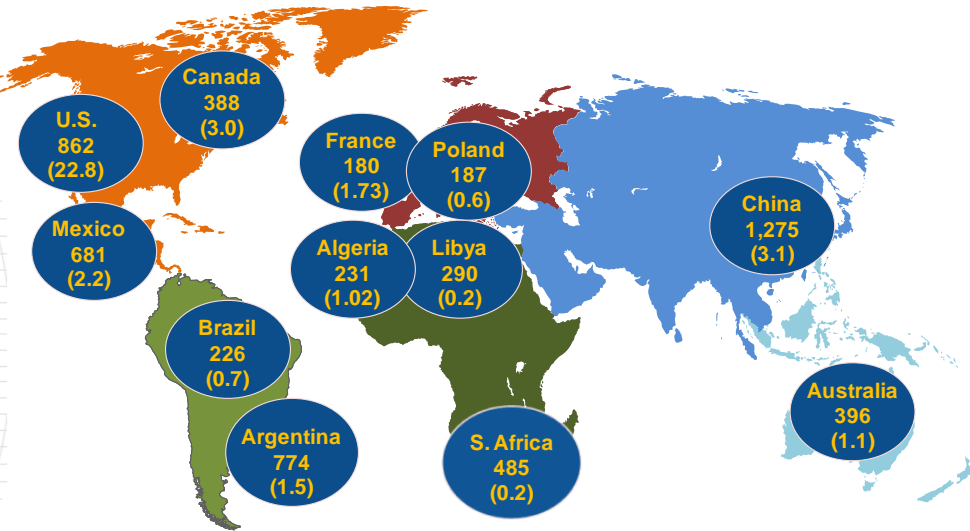 Canada
388
(3.0)
U.S.
862
(22.8)
Mexico
681
(2.2)
France
180
(1.73)
Poland
187
(0.6)
Algeria
231
(1.02)
Libya
290
(0.2)
China
1,275
(3.1)
Brazil
226
(0.7)
Argentina
774
(1.5)
S. Africa
485
(0.2)
Australia
396
(1.1)